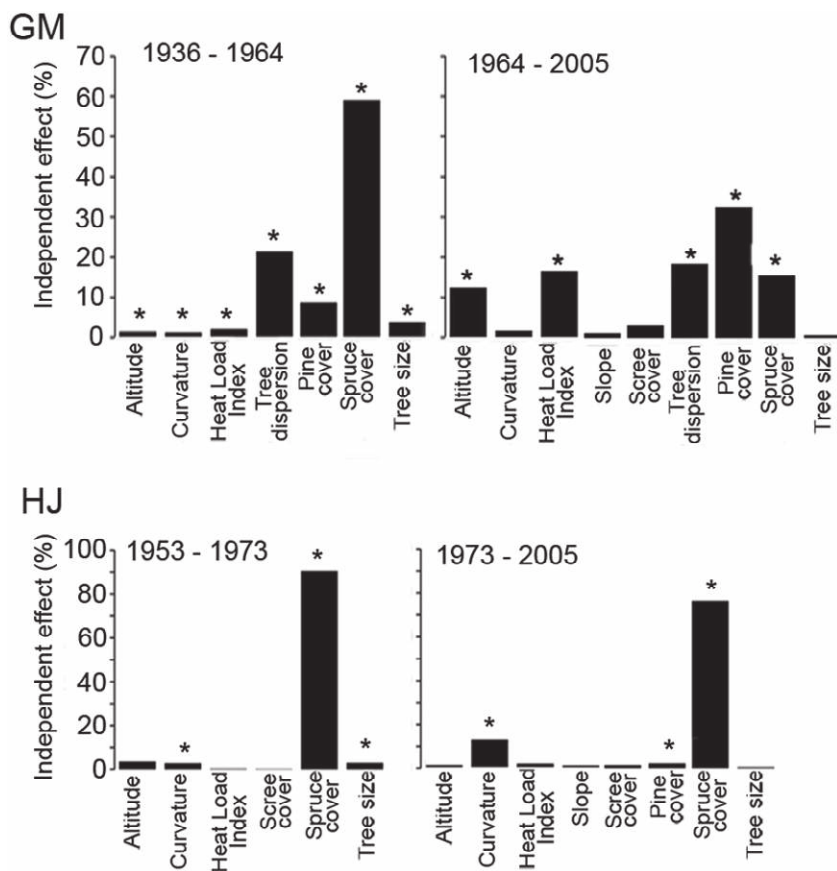 GM
1936 - 1964
1964 - 2005
Independent effect (%)
70
60
50
40
30
20
10
0
*
*
*
*
*
*
*
*
*
*
*
*
Altitude
Curvature
Heat Load
Index
Tree
dispersion
Pine
cover
Spruce
cover
Tree size
Altitude
Curvature
Heat Load
Index
Slope
Scree
cover
Tree
dispersion
Pine
cover
Spruce
cover
Tree size
HJ
1953 - 1973
1973 - 2005
Independent effect (%)
100
80
60
40
20
0
*
*
*
*
*
*
Altitude
Curvature
Heat Load
Index
Scree
cover
Spruce
cover
Tree size
Altitude
Curvature
Heat Load
Index
Slope
Scree
cover
Pine
cover
Spruce
cover
Tree size